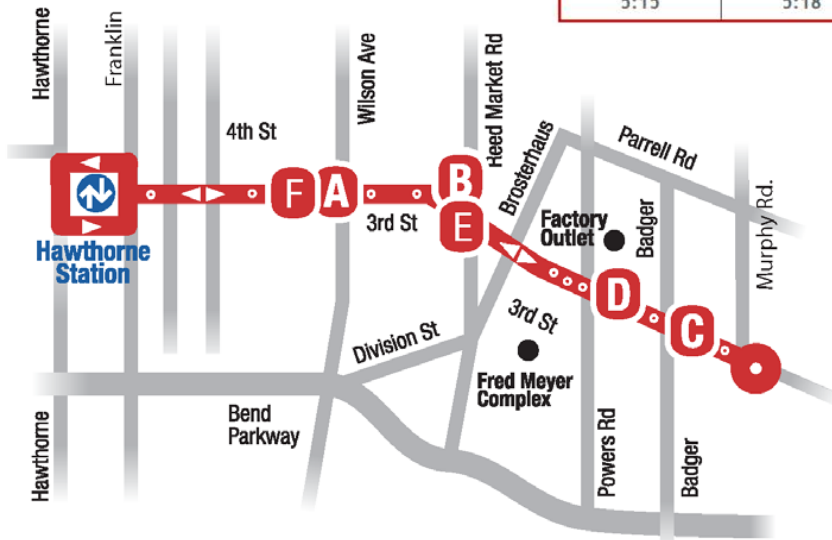 5:15
5:18
Hawthorne
Franklin
4th St
Wilson Ave
Reed Market Rd
Brosterhaus
Parrell Rd
Murphy Rd.
F
A
B
E
3rd St
Factory
Outlet
Badger
D
C
Hawthorne
Station
Division St
3rd St
Fred Meyer
Complex
Bend
Parkway
Hawthorne
Powers Rd
Badger